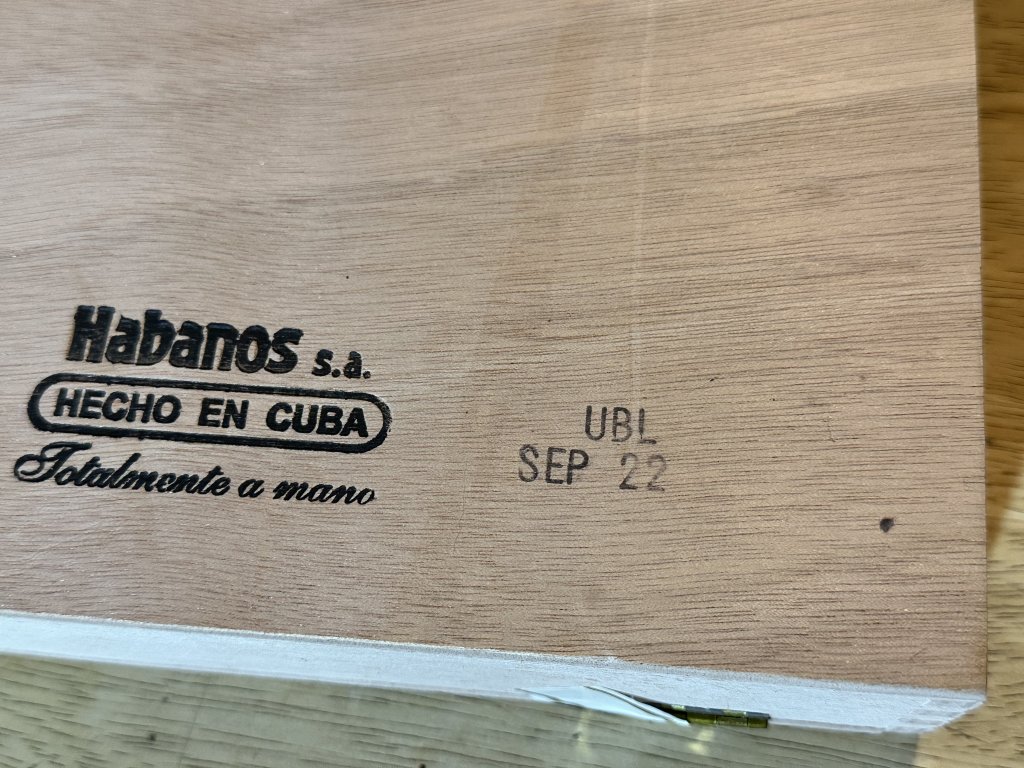 Habanos s.a.
HECHO EN CUBA
Totalmente a mano
UBL
SEP 22